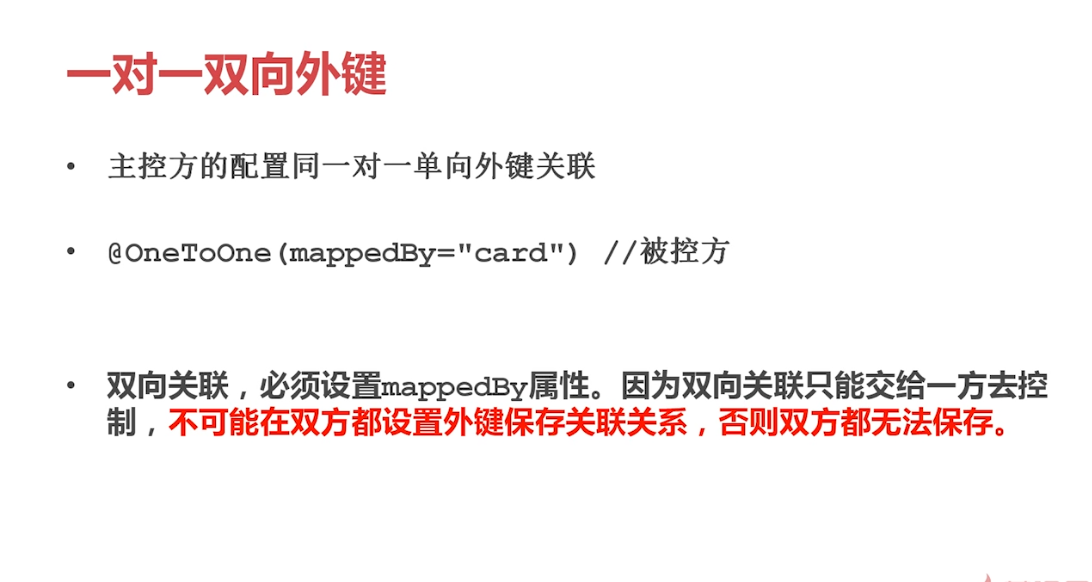 一对一双向外键
• 主控方的配置同一对一单向外键关联
• @OneToOne(mappedBy="card") //被控方
• 双向关联，必须设置mappedBy属性。因为双向关联只能交给一方去控
制，不可能在双方都设置外键保存关联关系，否则双方都无法保存。